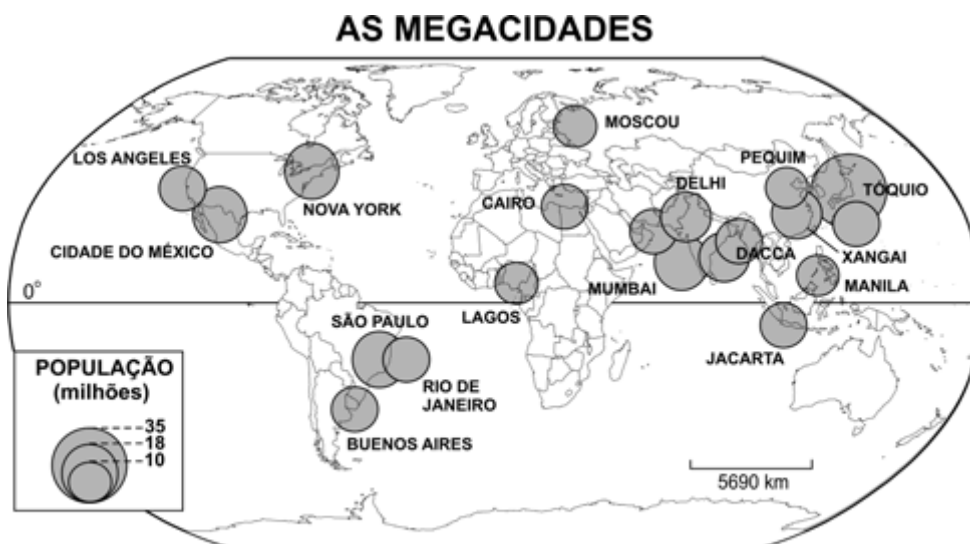 AS MEGACIDADES
MOSCOU
LOS ANGELES
PEQUIM
DELHI
TÓQUIO
NOVA YORK
CAIRO
CIDADE DO MÉXICO
DACCA
XANGAI
MUMBAI
MANILA
0°
LAGOS
SÃO PAULO
JACARTA
RIO DE
JANEIRO
BUENOS AIRES
POPULAÇÃO
(milhões)
35
18
10
5690 km